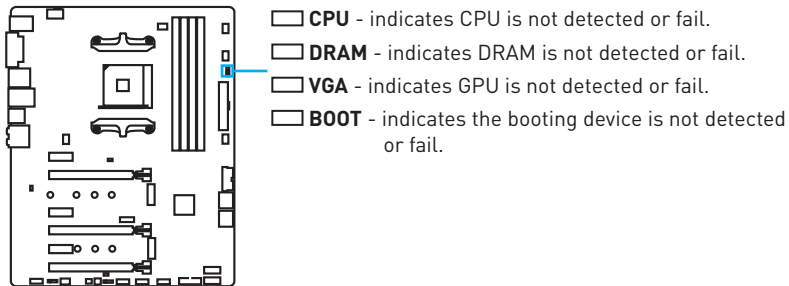 CPU - indicates CPU is not detected or fail.
DRAM - indicates DRAM is not detected or fail.
VGA - indicates GPU is not detected or fail.
BOOT - indicates the booting device is not detected
or fail.